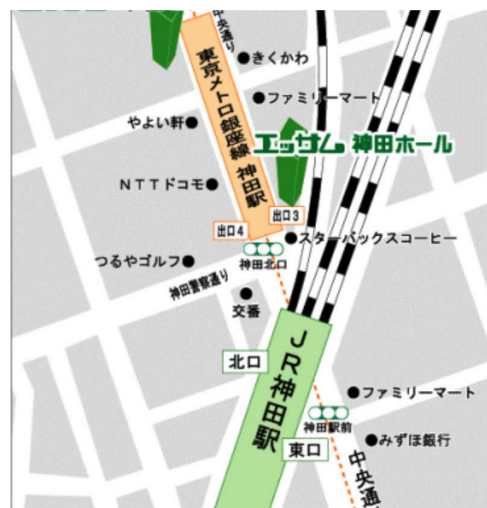 中央通り
きくかわ
東京メトロ銀座線 神田駅
ファミリーマート
やよい軒
エッサム 神田ホール
NTTドコモ
出口3
出口4
スターバックスコーヒー
神田北口
つるやゴルフ
神田警察通り
交番
JR神田駅
北口
ファミリーマート
神田駅前
みずほ銀行
東口
中央通